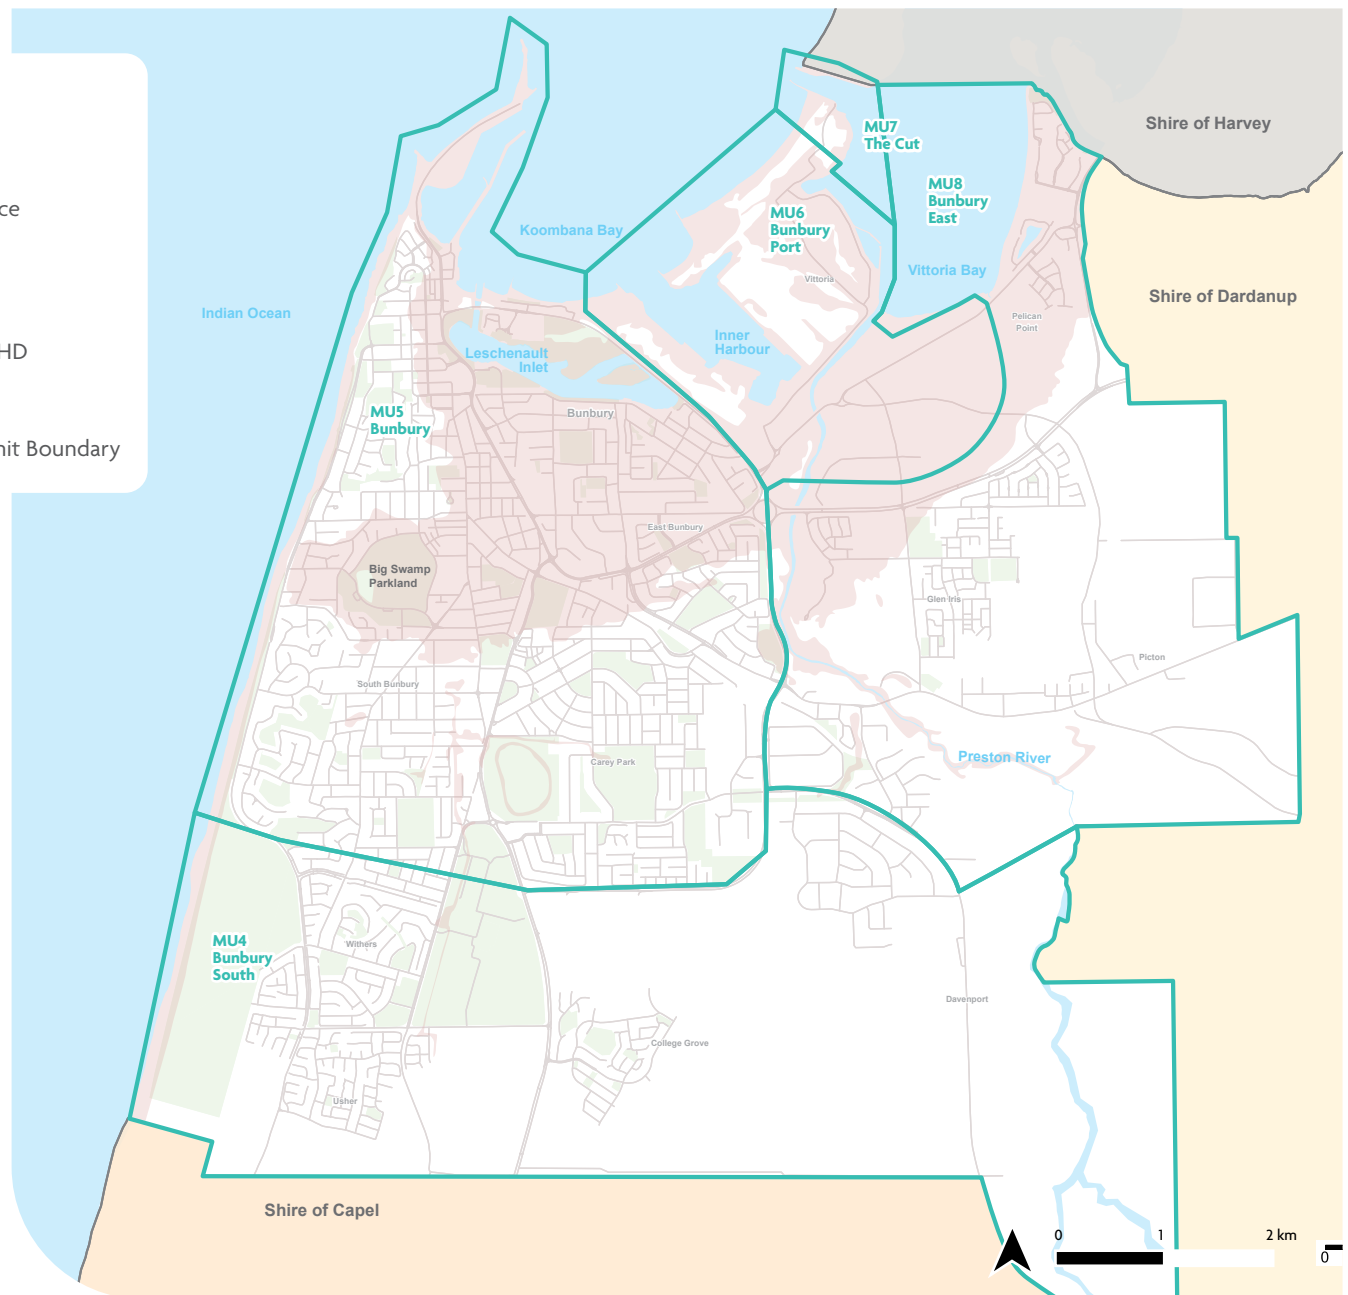 ce
HD
nit Boundary
Shire of Harvey
MU7
The Cut
MU8
Bunbury
East
MU6
Bunbury
Port
Koombana Bay
Vittoria Bay
Vittoria
Shire of Dardanup
Indian Ocean
Pelican
Point
Inner
Harbour
Leschenault
Inlet
MU5
Bunbury
Bunbury
East Bunbury
Big Swamp
Parkland
Glen Iris
Picton
South Bunbury
Preston River
Carey Park
MU4
Bunbury
South
Withers
Davenport
College Grove
Usher
Shire of Capel
0 1 2 km
0